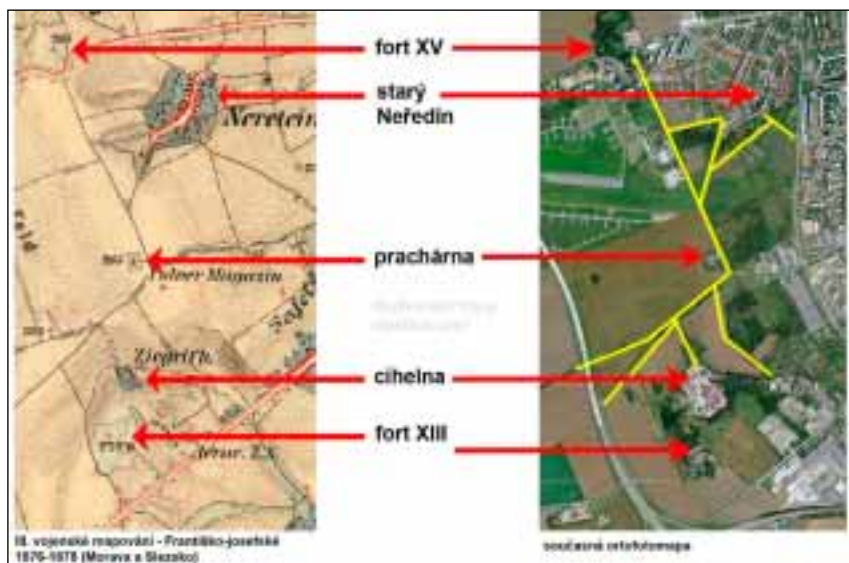 fort XV
starý
Neředín
Neretein
prachárna
Pulver Magazin
cihelna
fort XIII
III. vojenské mapování - Františko-josefské
1876-1878 (Morava a Slezsko)
současná ortofotomapa